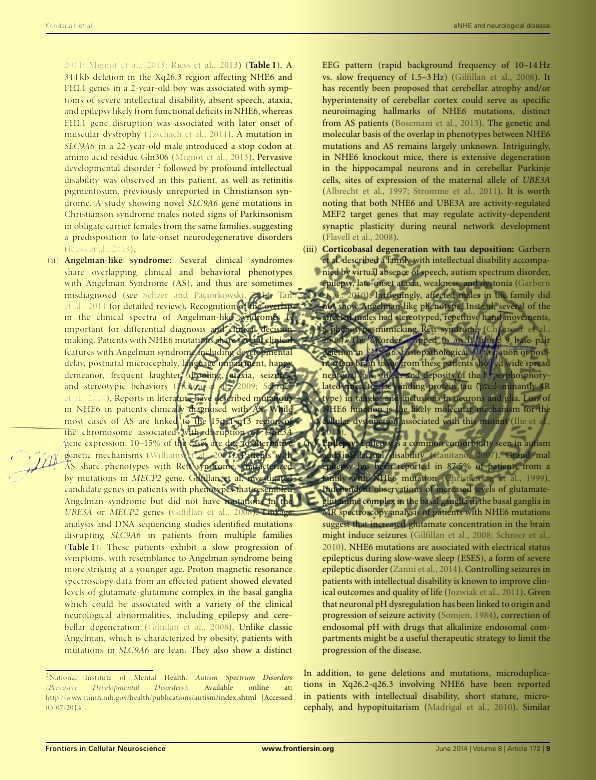 Kondapalli et al.
eNHE and neurological disease
2014; Mignot et al., 2013; Riess et al., 2013) (Table 1). A
314 kb deletion in the Xq26.3 region affecting NHE6 and
FHL1 genes in a 2-year-old boy was associated with symp-
toms of severe intellectual disability, absent speech, ataxia,
and epilepsy likely from functional deficits in NHE6, whereas
FHL1 gene disruption was associated with later onset of
muscular dystrophy (Tzschach et al., 2011). A mutation in
SLC9A6 in a 22-year-old male introduced a stop codon at
amino acid residue Gln306 (Mignot et al., 2013). Pervasive
developmental disorder 2 followed by profound intellectual
disability was observed in this patient, as well as retinitis
pigmentosum, previously unreported in Christianson syn-
drome. A study showing novel SLC9A6 gene mutations in
Christianson syndrome males noted signs of Parkinsonism
in obligate carrier females from the same families, suggesting
a predisposition to late-onset neurodegenerative disorders
(Riess et al., 2013).
(ii) Angelman-like syndrome: Several clinical syndromes
share overlapping clinical and behavioral phenotypes
with Angelman Syndrome (AS), and thus are sometimes
misdiagnosed (see Seltzer and Paciorkowski, Tan
et al., 2014 for detailed review). Recognition of the overlap
in the clinical spectra of Angelman-like syndromes is
important for differential diagnosis and clinical decision
making. Patients with NHE6 mutations share several clinical
features with Angelman syndrome including developmental
delay, postnatal microcephaly, language impairment, happy
demeanor, frequent laughter, drooling, ataxia, seizures
and stereotypic behaviors 2009;
et al., Reports in literature have described mutations
in NHE6 in patients clinically diagnosed with AS. While
most cases of AS are linked to the 15q11-q13 region of
the chromosome associated with disruption of
gene expression, 10–15% of the cases are due to alternative
genetic mechanisms (Williams Patients with
AS share phenotypes with Rett syndrome, characterized
by mutations in MECP2 gene. Gilfillan et al. investigated
candidate genes in patients with phenotypes that resembled
Angelman syndrome but did not have mutations in the
UBE3A or MECP2 genes (Gilfillan et al., 2008). Linkage
analysis and DNA sequencing studies identified mutations
disrupting SLC9A6 in patients from multiple families
(Table 1). These patients exhibit a slow progression of
symptoms, with resemblance to Angelman syndrome being
more striking at a younger age. Proton magnetic resonance
spectroscopy data from an effected patient showed elevated
levels of glutamate-glutamine complex in the basal ganglia
which could be associated with a variety of the clinical
neurological abnormalities, including epilepsy and cere-
bellar degeneration (Gilfillan et al., 2008). Unlike classic
Angelman, which is characterized by obesity, patients with
mutations in SLC9A6 are lean. They also show a distinct
2National Institute of Mental Health. Autism Spectrum Disorders
(Pervasive Developmental Disorders). Available online at:
http://www.nimh.nih.gov/health/publications/autism/index.shtml [Accessed
03/07/2014].
EEG pattern (rapid background frequency of 10–14 Hz
vs. slow frequency of 1.5–3 Hz) (Gilfillan et al., 2008). It
has recently been proposed that cerebellar atrophy and/or
hyperintensity of cerebellar cortex could serve as specific
neuroimaging hallmarks of NHE6 mutations, distinct
from AS patients (Bosemani et al., 2013). The genetic and
molecular basis of the overlap in phenotypes between NHE6
mutations and AS remains largely unknown. Intriguingly,
in NHE6 knockout mice, there is extensive degeneration
in the hippocampal neurons and in cerebellar Purkinje
cells, sites of expression of the maternal allele of UBE3A
(Albrecht et al., 1997; Stromme et al., 2011). It is worth
noting that both NHE6 and UBE3A are activity-regulated
MEF2 target genes that may regulate activity-dependent
synaptic plasticity during neural network development
(Flavell et al., 2008).
(iii) Corticobasal degeneration with tau deposition: Garbern
et al. described a family with intellectual disability accompa-
nied by virtual absence of speech, autism spectrum disorder,
epilepsy, late-onset ataxia, weakness, and dystonia (Garbern
et al., 2010). Intriguingly, affected males in the family did
not show Angelman-like phenotype. Instead, several of the
affected males had stereotyped, repetitive hand movements,
a phenotype mimicking Rett syndrome
The disorder mapped to an in-frame 9 base pair
deletion in histopathological evaluation of post-
mortem brain tissue from these patients showed wide spread
neuronal loss and deposits of tau, a phosphory-
lated microtubule binding protein, tau (predominantly 4R
type) in tangle-like inclusions in neurons and glia. Loss of
NHE6 function is the likely molecular mechanism for the
cellular dysfunction associated with this mutant (Ilie et
(iv) Epilepsy: Epilepsy is a common comorbidity seen in autism
and intellectual disability (Canitano, 2007). Grand mal
epilepsy has been reported in 87.5% of patients from a
family with NHE6 mutation (Christianson et al., 1999).
Independent observations of increased levels of glutamate-
glutamine complex in the basal ganglia in the basal ganglia in
MR spectroscopy analysis of patients with NHE6 mutations
suggest that increased glutamate concentration in the brain
might induce seizures (Gilfillan et al., 2008; Schroer et al.,
2010). NHE6 mutations are associated with electrical status
epilepticus during slow-wave sleep (ESES), a form of severe
epileptic disorder (Zanni et al., 2014). Controlling seizures in
patients with intellectual disability is known to improve clin-
ical outcomes and quality of life (Jozwiak et al., 2011). Given
that neuronal pH dysregulation has been linked to origin and
progression of seizure activity (Somjen, 1984), correction of
endosomal pH with drugs that alkalinize endosomal com-
partments might be a useful therapeutic strategy to limit the
progression of the disease.
In addition, to gene deletions and mutations, microduplica-
tions in Xq26.2-q26.3 involving NHE6 have been reported
in patients with intellectual disability, short stature, micro-
cephaly, and hypopituitarism (Madrigal et al., 2010). Similar
Frontiers in Cellular Neuroscience
www.frontiersin.org
June 2014 | Volume 8 | Article 172 | 9